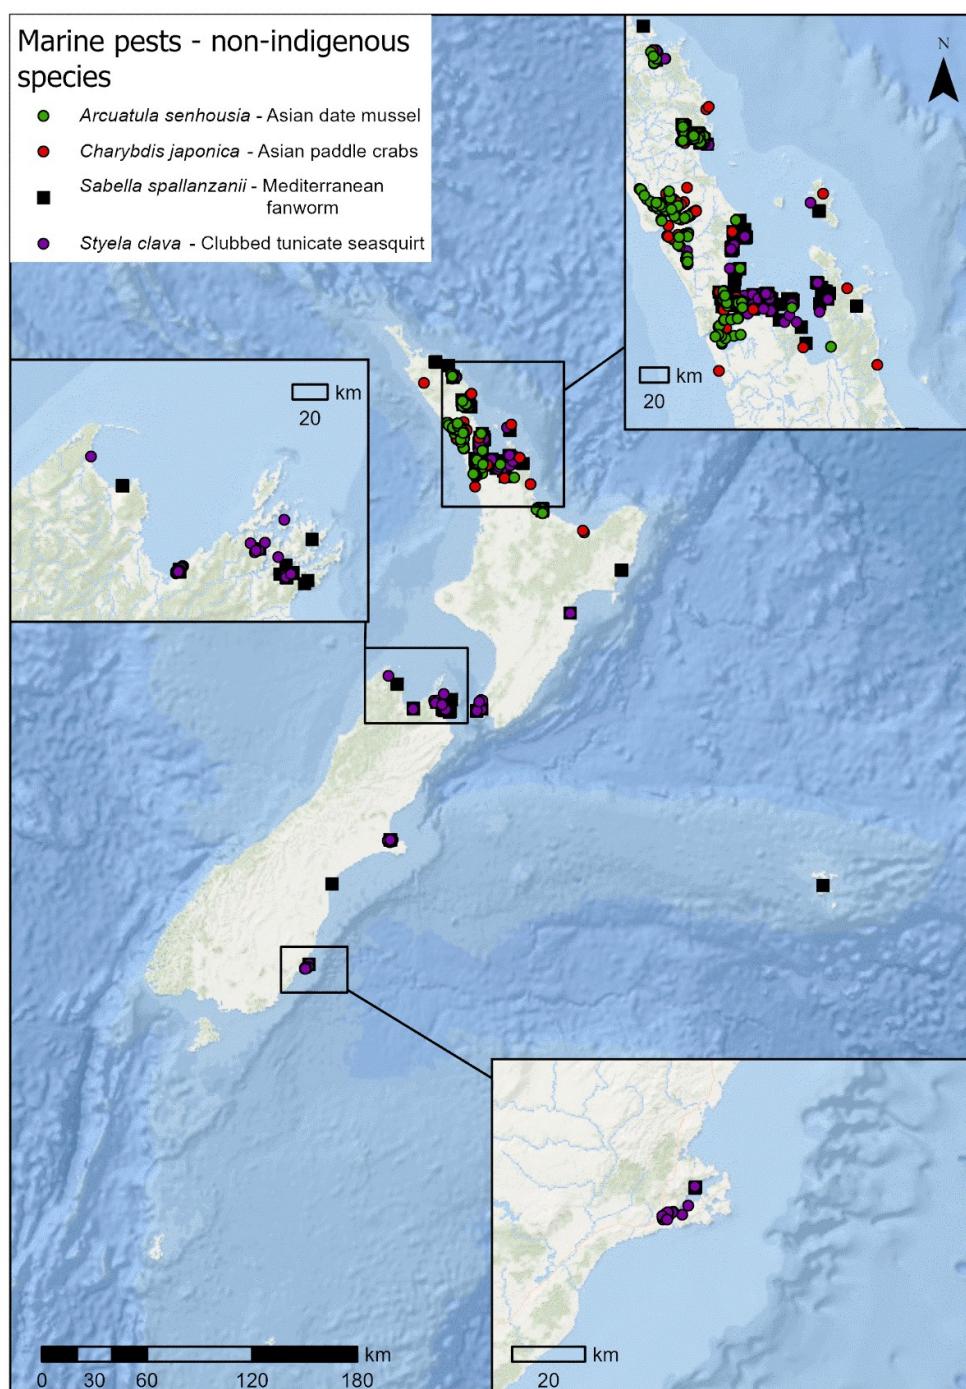 Marine pests - non-indigenous
species
Arcuatula senhousia - Asian date mussel
Charybdis japonica - Asian paddle crabs
Sabella spallanzanii - Mediterranean
fanworm
Styela clava - Clubbed tunicate seasquirt
N
km
20
km
20
km
0 30 60 120 180
km
20